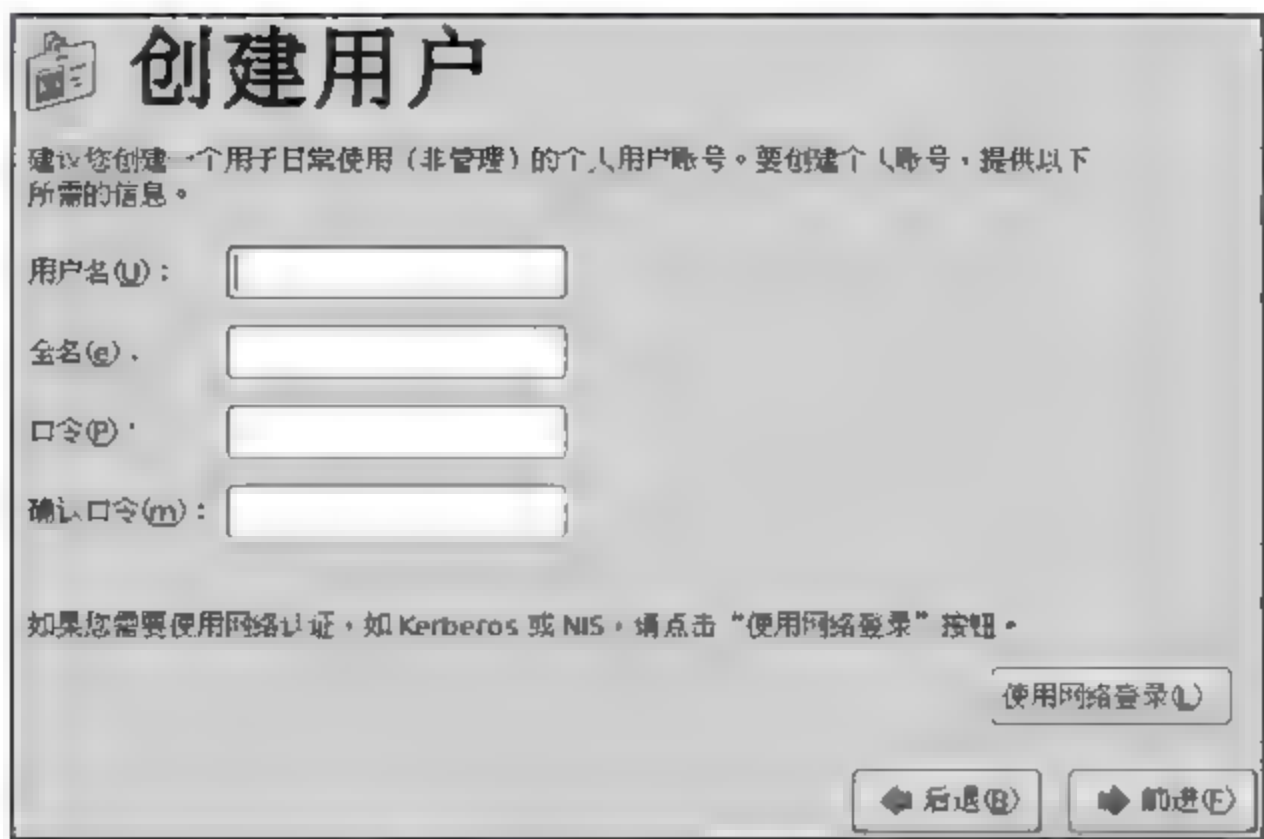 创建用户
建议您创建一个用于日常使用（非管理）的个人用户账号。要创建个人账号，提供以下
所需的信息。
用户名(U)：
全名(e)：
口令(P)：
确认口令(m)：
如果您需要使用网络认证，如 Kerberos 或 NIS，请点击“使用网络登录”按钮。
使用网络登录(L)
后退(B) 前进(F)